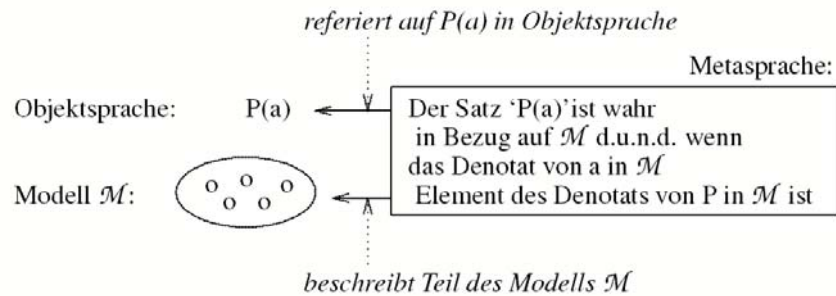 referiert auf P(a) in Objektsprache
Metasprache:
Objektsprache: P(a)
Der Satz ‘P(a)’ist wahr
in Bezug auf ℳ d.u.n.d. wenn
das Denotat von a in ℳ
Modell ℳ:
Element des Denotats von P in ℳ ist
beschreibt Teil des Modells ℳ